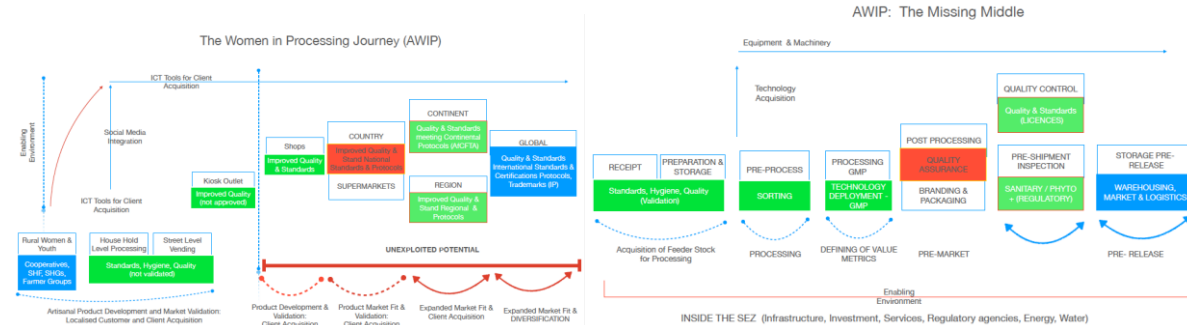 The Women in Processing Journey (AWIP)
ICT Tools for Client
Acquisition
Enabling
Environment
Social Media
Integration
ICT Tools for Client
Acquisition
Kiosk Outlet
Improved Quality
(not approved)
Rural Women &
Youth
Cooperatives,
SHF, SHGs,
Farmer Groups
House Hold
Level Processing
Street Level
Vending
Standards, Hygiene, Quality
(not validated)
Artisanal Product Development and Market Validation:
Localised Customer and Client Acquisition
Shops
Improved Quality
& Standards
COUNTRY
Improved Quality &
Stand National
Standards & Protocols
SUPERMARKETS
CONTINENT
Quality & Standards
meeting Continental
Protocols (AfCFTA)
REGION
Improved Quality &
Stand Regional &
Protocols
GLOBAL
Quality & Standards
International Standards &
Certifications Protocols,
Trademarks (IP)
UNEXPLOITED POTENTIAL
Product Development &
Validation:
Client Acquisition
Product Market Fit &
Validation:
Client Acquisition
Expanded Market Fit &
Client Acquisition
Expanded Market Fit &
DIVERSIFICATION
AWIP: The Missing Middle
Equipment & Machinery
Technology
Acquisition
RECEIPT
PREPARATION &
STORAGE
Standards, Hygiene, Quality
(Validation)
Acquisition of Feeder Stock
for Processing
PRE-PROCESS
SORTING
PROCESSING
PROCESSING
GMP
TECHNOLOGY
DEPLOYMENT -
GMP
DEFINING OF VALUE
METRICS
POST PROCESSING
QUALITY
ASSURANCE
BRANDING &
PACKAGING
PRE-MARKET
QUALITY CONTROL
Quality & Standards
(LICENCES)
PRE-SHIPMENT
INSPECTION
SANITARY / PHYTO
+ (REGULATORY)
STORAGE PRE-
RELEASE
WAREHOUSING,
MARKET & LOGISTICS
PRE- RELEASE
Enabling
Environment
INSIDE THE SEZ (Infrastructure, Investment, Services, Regulatory agencies, Energy, Water)